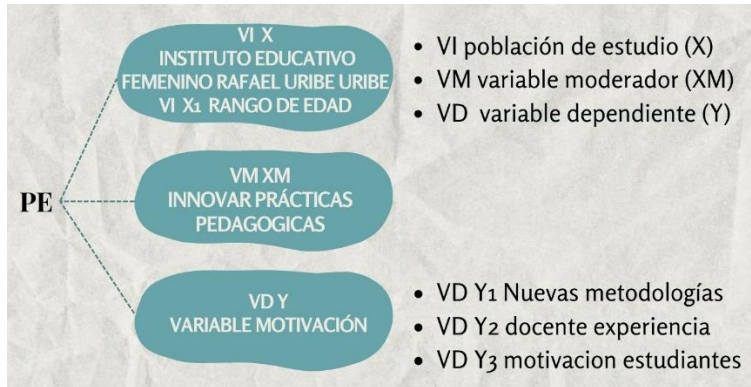 VI X
INSTITUTO EDUCATIVO
FEMENINO RAFAEL URIBE URIBE
VI X1 RANGO DE EDAD
• VI población de estudio (X)
• VM variable moderador (XM)
• VD variable dependiente (Y)
PE
VM XM
INNOVAR PRÁCTICAS
PEDAGOGICAS
VD Y
VARIABLE MOTIVACIÓN
• VD Y1 Nuevas metodologías
• VD Y2 docente experiencia
• VD Y3 motivacion estudiantes